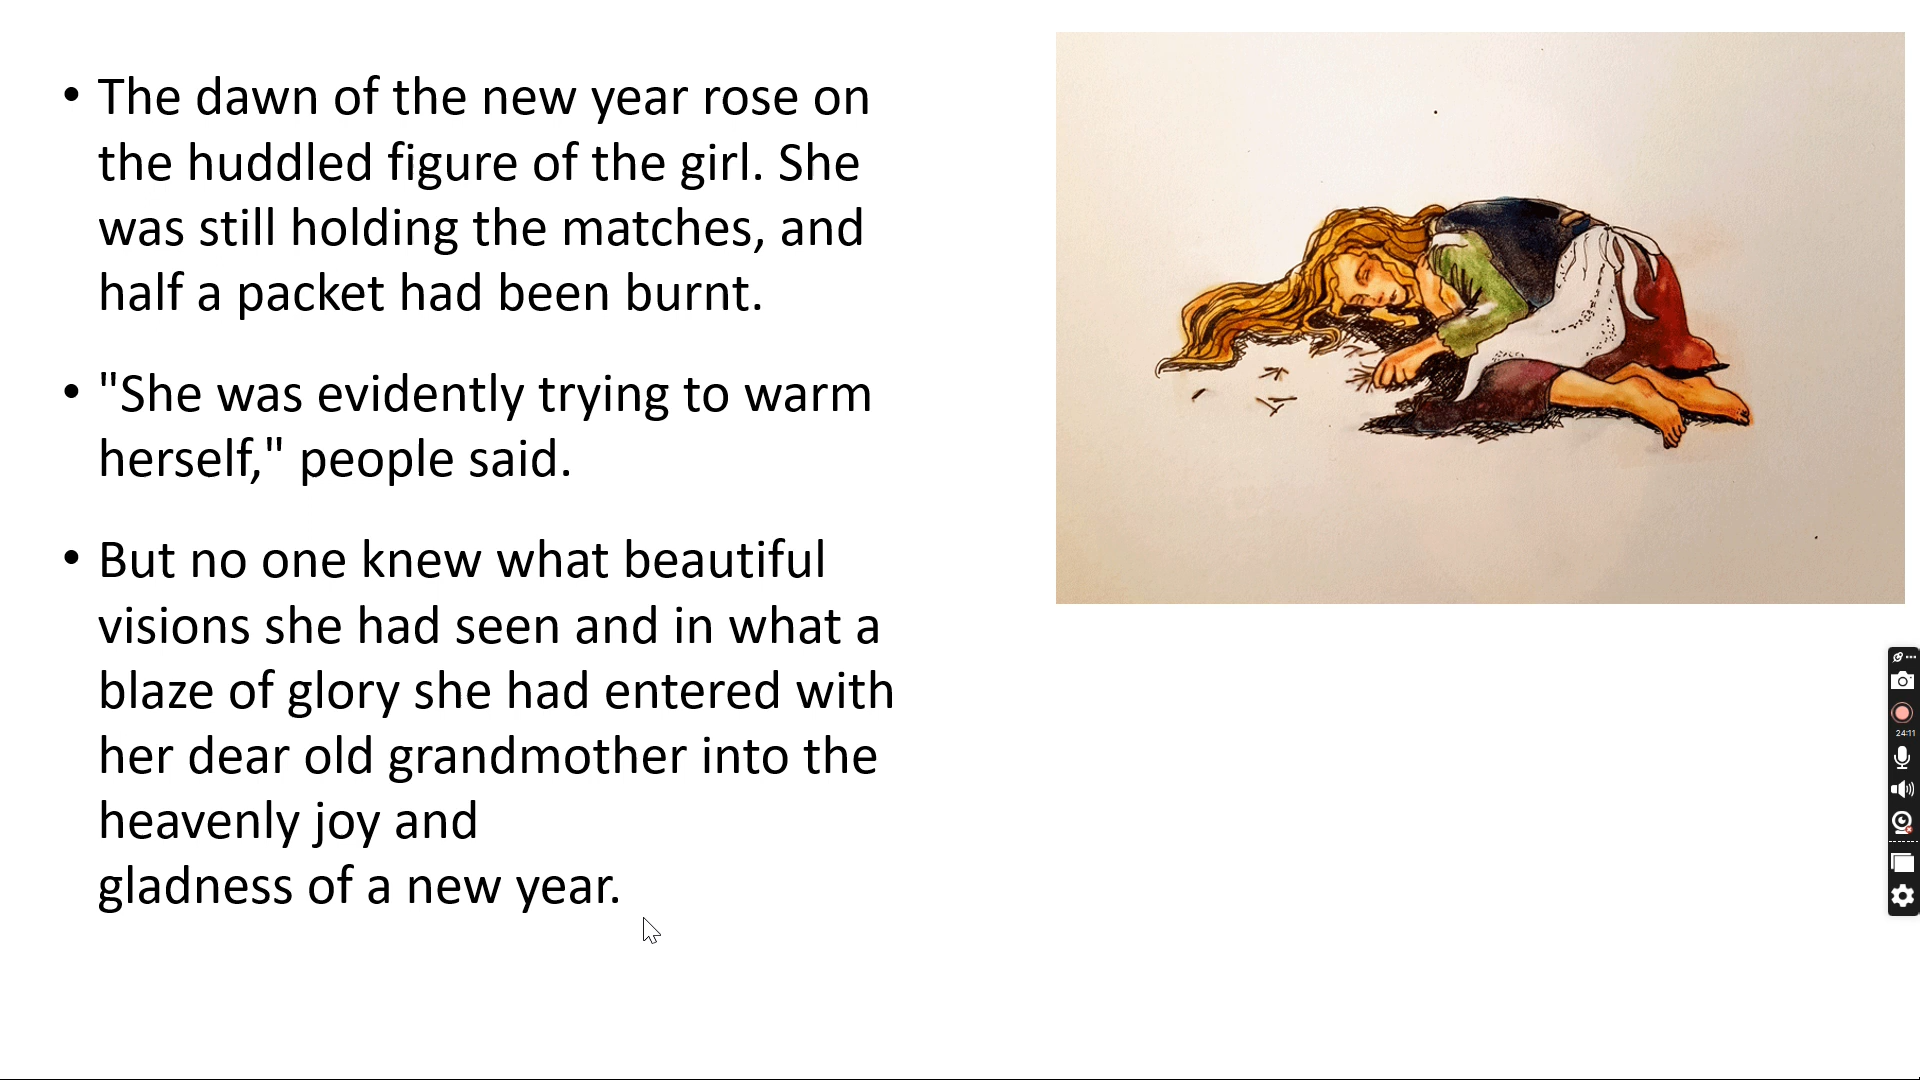 • The dawn of the new year rose on
the huddled figure of the girl. She
was still holding the matches, and
half a packet had been burnt.
• "She was evidently trying to warm
herself," people said.
• But no one knew what beautiful
visions she had seen and in what a
blaze of glory she had entered with
her dear old grandmother into the
heavenly joy and
gladness of a new year.
24:11